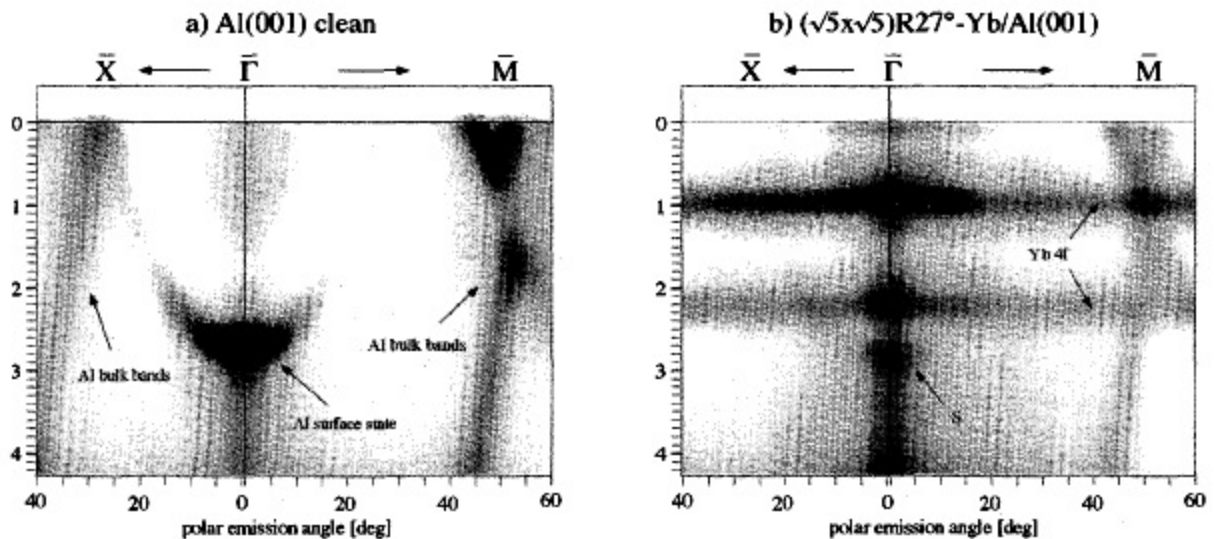 a) Al(001) clean
X̄ ← Γ̄ → M̄
0
1
2
3
4
Al bulk bands
Al bulk bands
Al surface state
40 20 0 20 40 60
polar emission angle [deg]
b) (√5x√5)R27°-Yb/Al(001)
X̄ ← Γ̄ → M̄
0
1
2
3
4
Yb 4f
S
40 20 0 20 40 60
polar emission angle [deg]